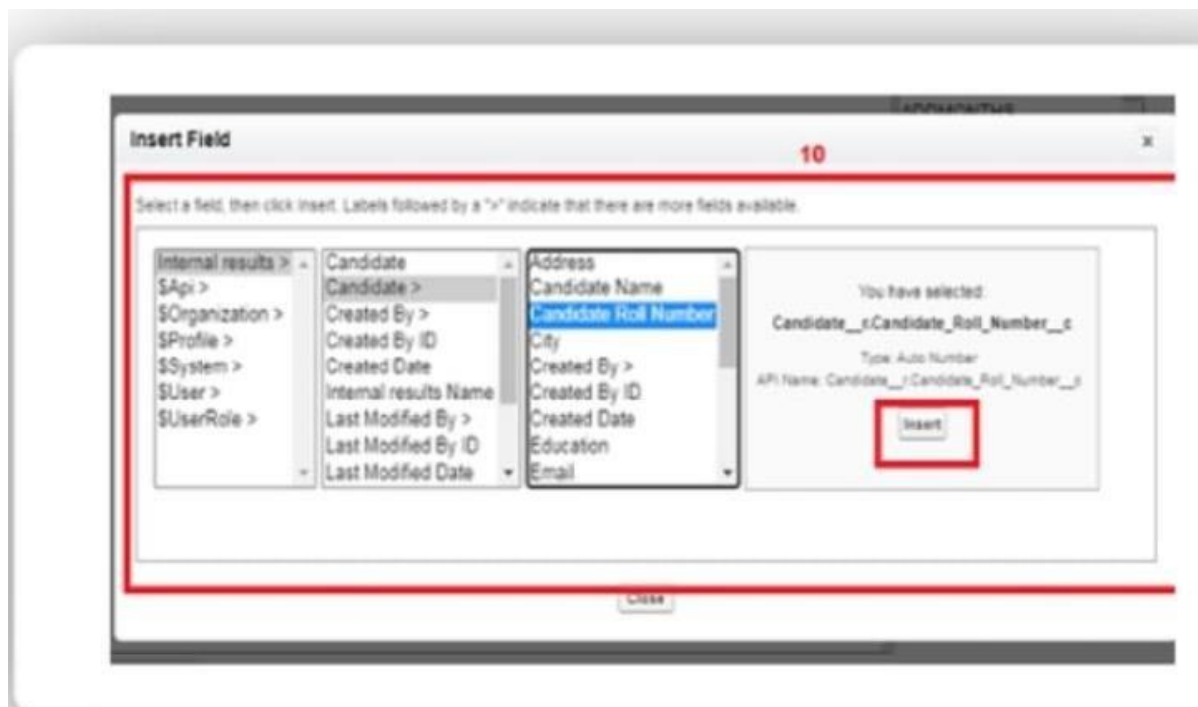 ADDMONTHS
Insert Field
x
10
Select a field, then click Insert. Labels followed by a ">" indicate that there are more fields available.
Internal results >
$Api >
$Organization >
$Profile >
$System >
$User >
$UserRole >
Candidate
Candidate >
Created By >
Created By ID
Created Date
Internal results Name
Last Modified By >
Last Modified By ID
Last Modified Date
Address
Candidate Name
Candidate Roll Number
City
Created By >
Created By ID
Created Date
Education
Email
You have selected:
Candidate__r.Candidate_Roll_Number__c
Type: Auto Number
API Name: Candidate__r.Candidate_Roll_Number__c
Insert
Close